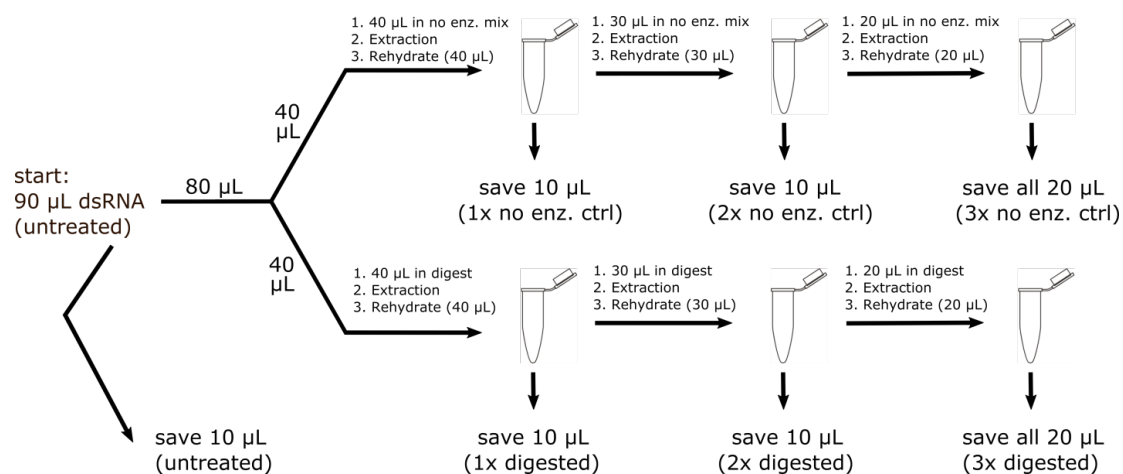 1. 40 µL in no enz. mix
2. Extraction
3. Rehydrate (40 µL)
1. 30 µL in no enz. mix
2. Extraction
3. Rehydrate (30 µL)
1. 20 µL in no enz. mix
2. Extraction
3. Rehydrate (20 µL)
40
µL
start:
90 µL dsRNA
(untreated)
80 µL
save 10 µL
(1x no enz. ctrl)
save 10 µL
(2x no enz. ctrl)
save all 20 µL
(3x no enz. ctrl)
40
µL
1. 40 µL in digest
2. Extraction
3. Rehydrate (40 µL)
1. 30 µL in digest
2. Extraction
3. Rehydrate (30 µL)
1. 20 µL in digest
2. Extraction
3. Rehydrate (20 µL)
save 10 µL
(untreated)
save 10 µL
(1x digested)
save 10 µL
(2x digested)
save all 20 µL
(3x digested)